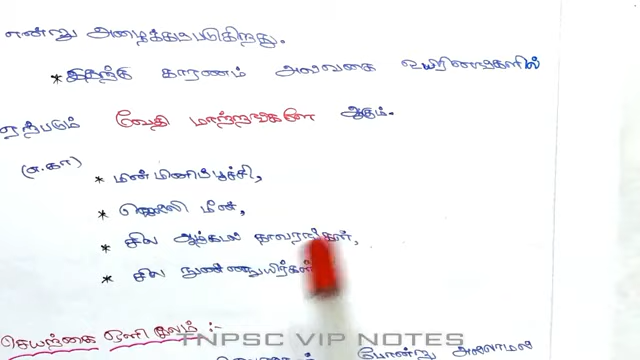 என்று அழைக்கப்படுகிறது.
* இதற்கு காரணம் அவ்வகை உயிரினங்களில்
ஏற்படும் வேதி மாற்றங்களே ஆகும்.
(எ.கா)
* மின்மினிப்பூச்சி,
* ஜெல்லி மீன்,
* சில ஆழ்கடல் தாவரங்கள்,
* சில நுண்ணுயிர்கள்
செயற்கை ஒளி மூலம் :-
போன்று அல்லாமல்
TNPSC VIP NOTES